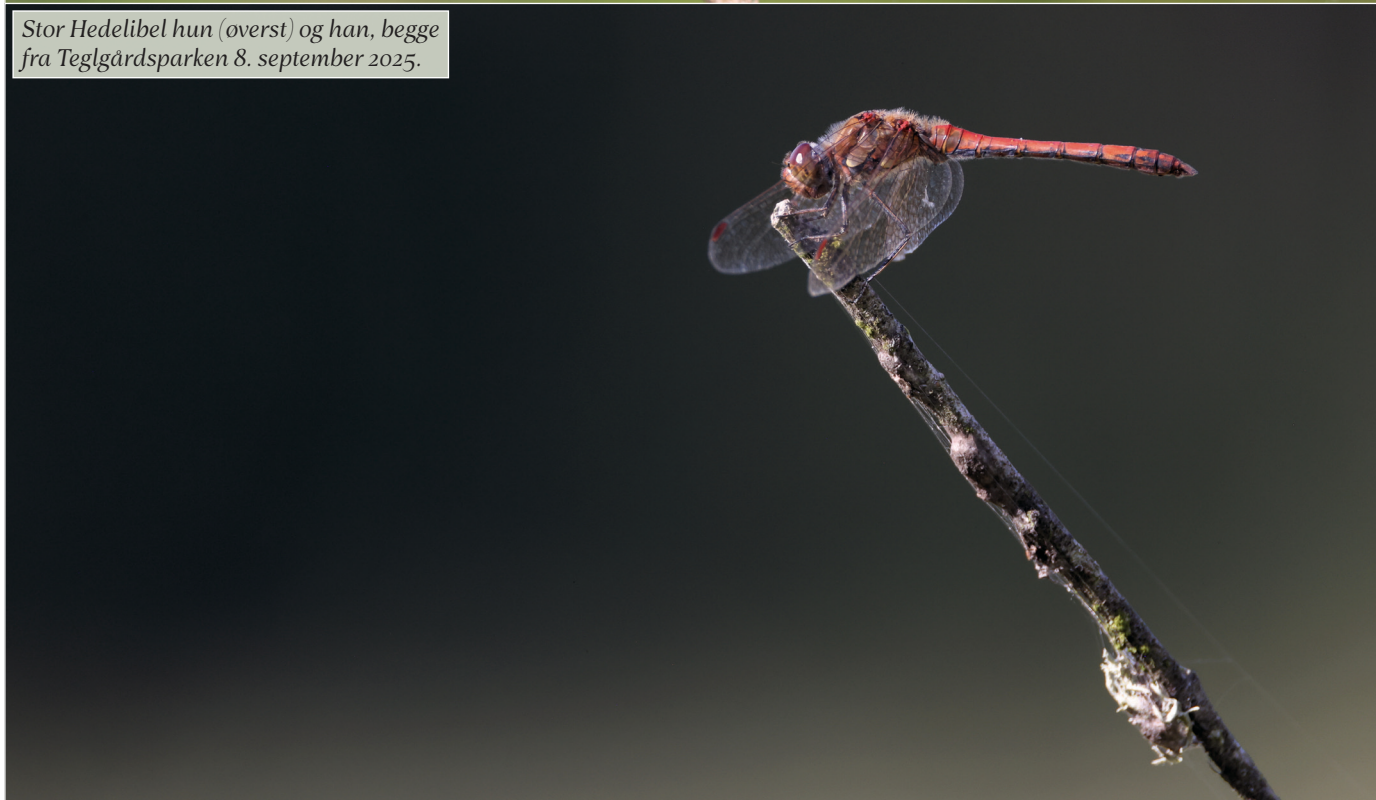 Stor Hedelibel hun (øverst) og han, begge
fra Teglgårdsparken 8. september 2025.